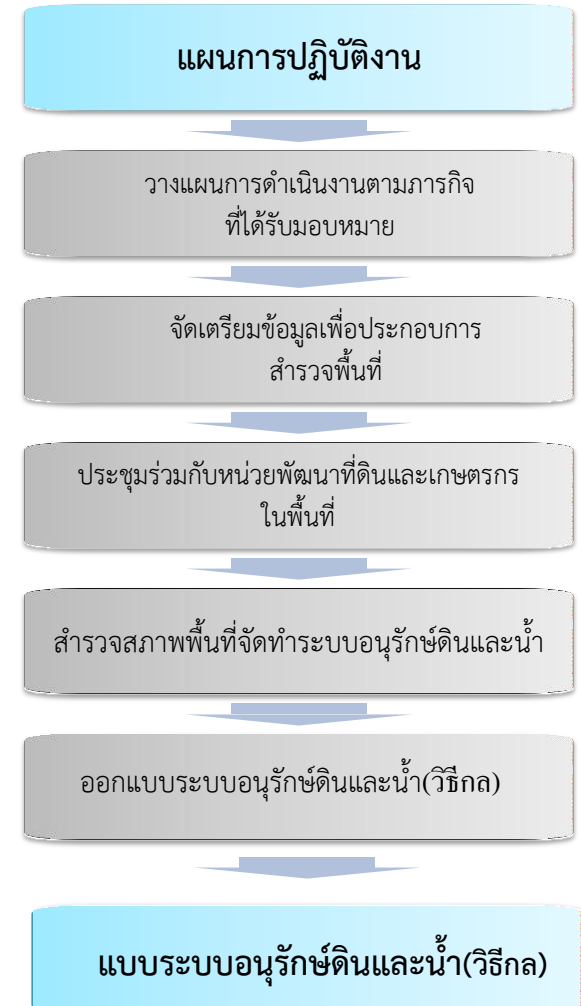 แผนการปฏิบัติงาน
วางแผนการดำเนินงานตามภารกิจ
ที่ได้รับมอบหมาย
จัดเตรียมข้อมูลเพื่อประกอบการ
สำรวจพื้นที่
ประชุมร่วมกับหน่วยพัฒนาที่ดินและเกษตรกร
ในพื้นที่
สำรวจสภาพพื้นที่จัดทำระบบอนุรักษ์ดินและน้ำ
ออกแบบระบบอนุรักษ์ดินและน้ำ(วิธีกล)
แบบระบบอนุรักษ์ดินและน้ำ(วิธีกล)